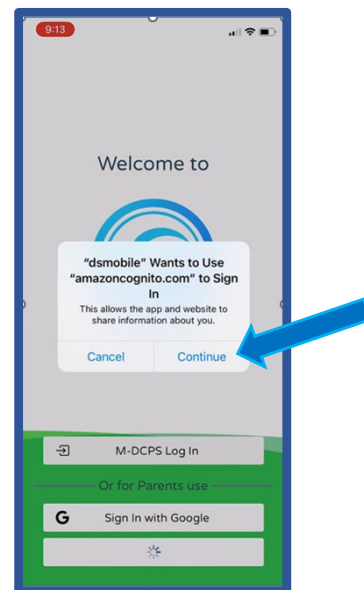 9:13
Welcome to
“dsmobile” Wants to Use
“amazoncognito.com” to Sign
In
This allows the app and website to
share information about you.
Cancel Continue
M-DCPS Log In
Or for Parents use
G Sign In with Google